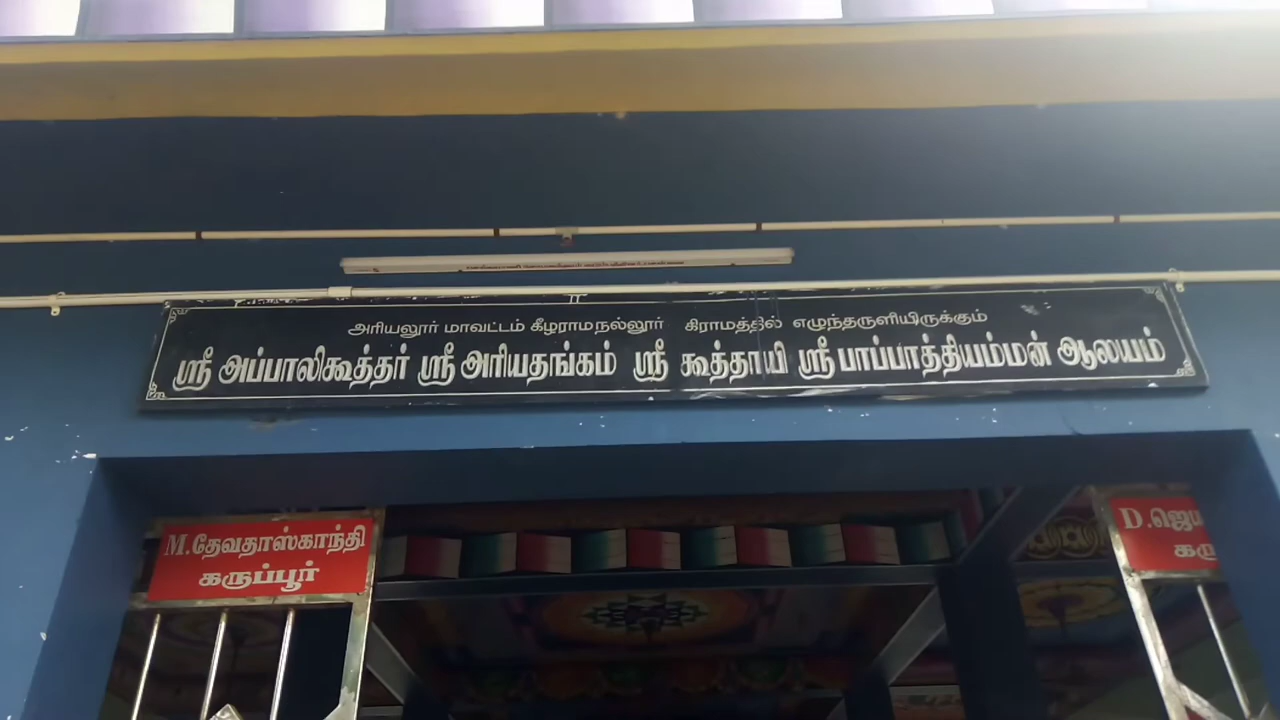 அரியலூர் மாவட்டம் கீழராமநல்லூர் கிராமத்தில் எழுந்தருளியிருக்கும்
ஸ்ரீ அப்பாலிகூத்தர் ஸ்ரீ அரியதங்கம் ஸ்ரீ கூத்தாயி ஸ்ரீ பாப்பாத்தியம்மன் ஆலயம்
M.தேவதாஸ்காந்தி
கருப்பூர்
D.ஜெய
கரு